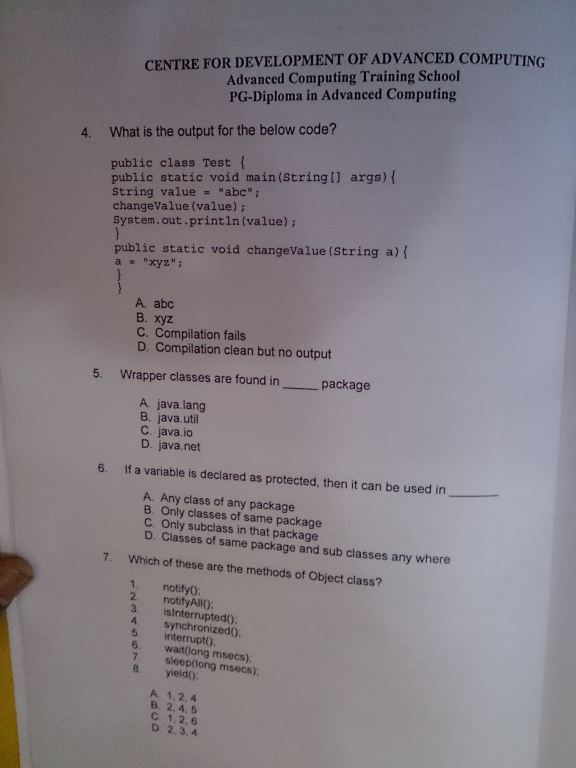 CENTRE FOR DEVELOPMENT OF ADVANCED COMPUTING
Advanced Computing Training School
PG-Diploma in Advanced Computing
4. What is the output for the below code?
public class Test {
public static void main(String[] args){
String value = "abc";
changeValue(value);
System.out.println(value);
}
public static void changeValue(String a){
a = "xyz";
}
}
A. abc
B. xyz
C. Compilation fails
D. Compilation clean but no output
5. Wrapper classes are found in _____ package
A. java.lang
B. java.util
C. java.io
D. java.net
6. If a variable is declared as protected, then it can be used in _______
A. Any class of any package
B. Only classes of same package
C. Only subclass in that package
D. Classes of same package and sub classes any where
7. Which of these are the methods of Object class?
1. notify();
2. notifyAll();
3. isInterrupted();
4. synchronized();
5. interrupt();
6. wait(long msecs);
7. sleep(long msecs);
8. yield();
A. 1, 2, 4
B. 2, 4, 5
C. 1, 2, 6
D. 2, 3, 4